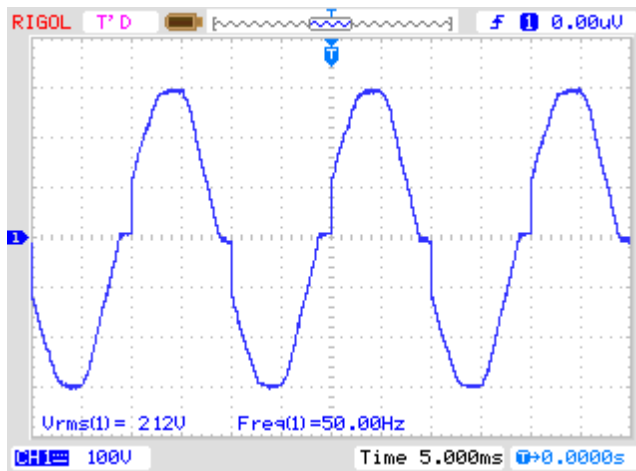 RIGOL T'D T 1 0.00uV
T
1
Vrms(1)= 212V Freq(1)=50.00Hz
CH1 100V Time 5.000ms T→0.0000s